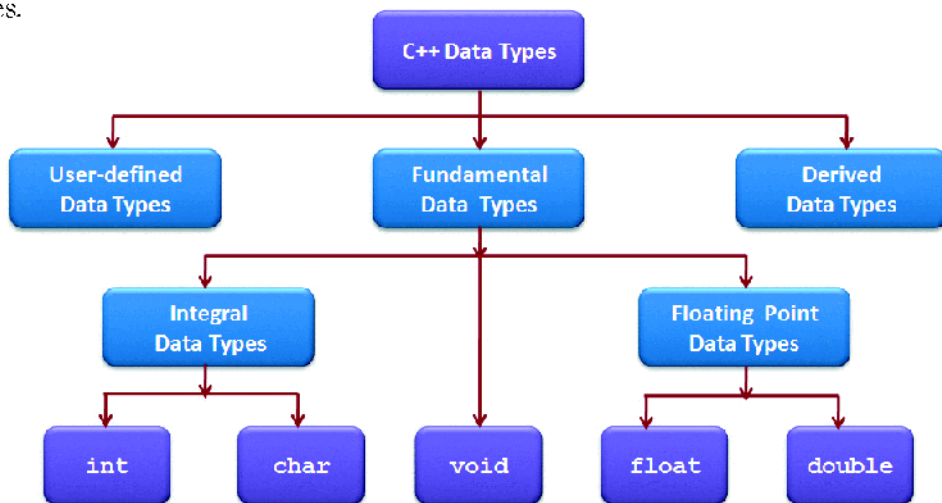 C++ Data Types
User-defined
Data Types
Fundamental
Data Types
Derived
Data Types
Integral
Data Types
Floating Point
Data Types
int
char
void
float
double